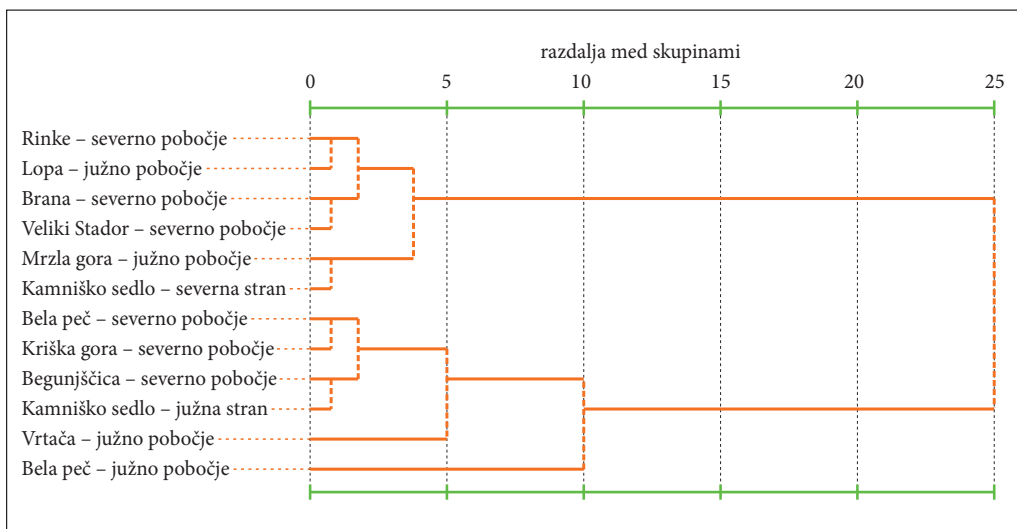 razdalja med skupinami
0 5 10 15 20 25
Rinke – severno pobočje
Lopa – južno pobočje
Brana – severno pobočje
Veliki Stador – severno pobočje
Mrzla gora – južno pobočje
Kamniško sedlo – severna stran
Bela peč – severno pobočje
Kriška gora – severno pobočje
Begunjščica – severno pobočje
Kamniško sedlo – južna stran
Vrtača – južno pobočje
Bela peč – južno pobočje